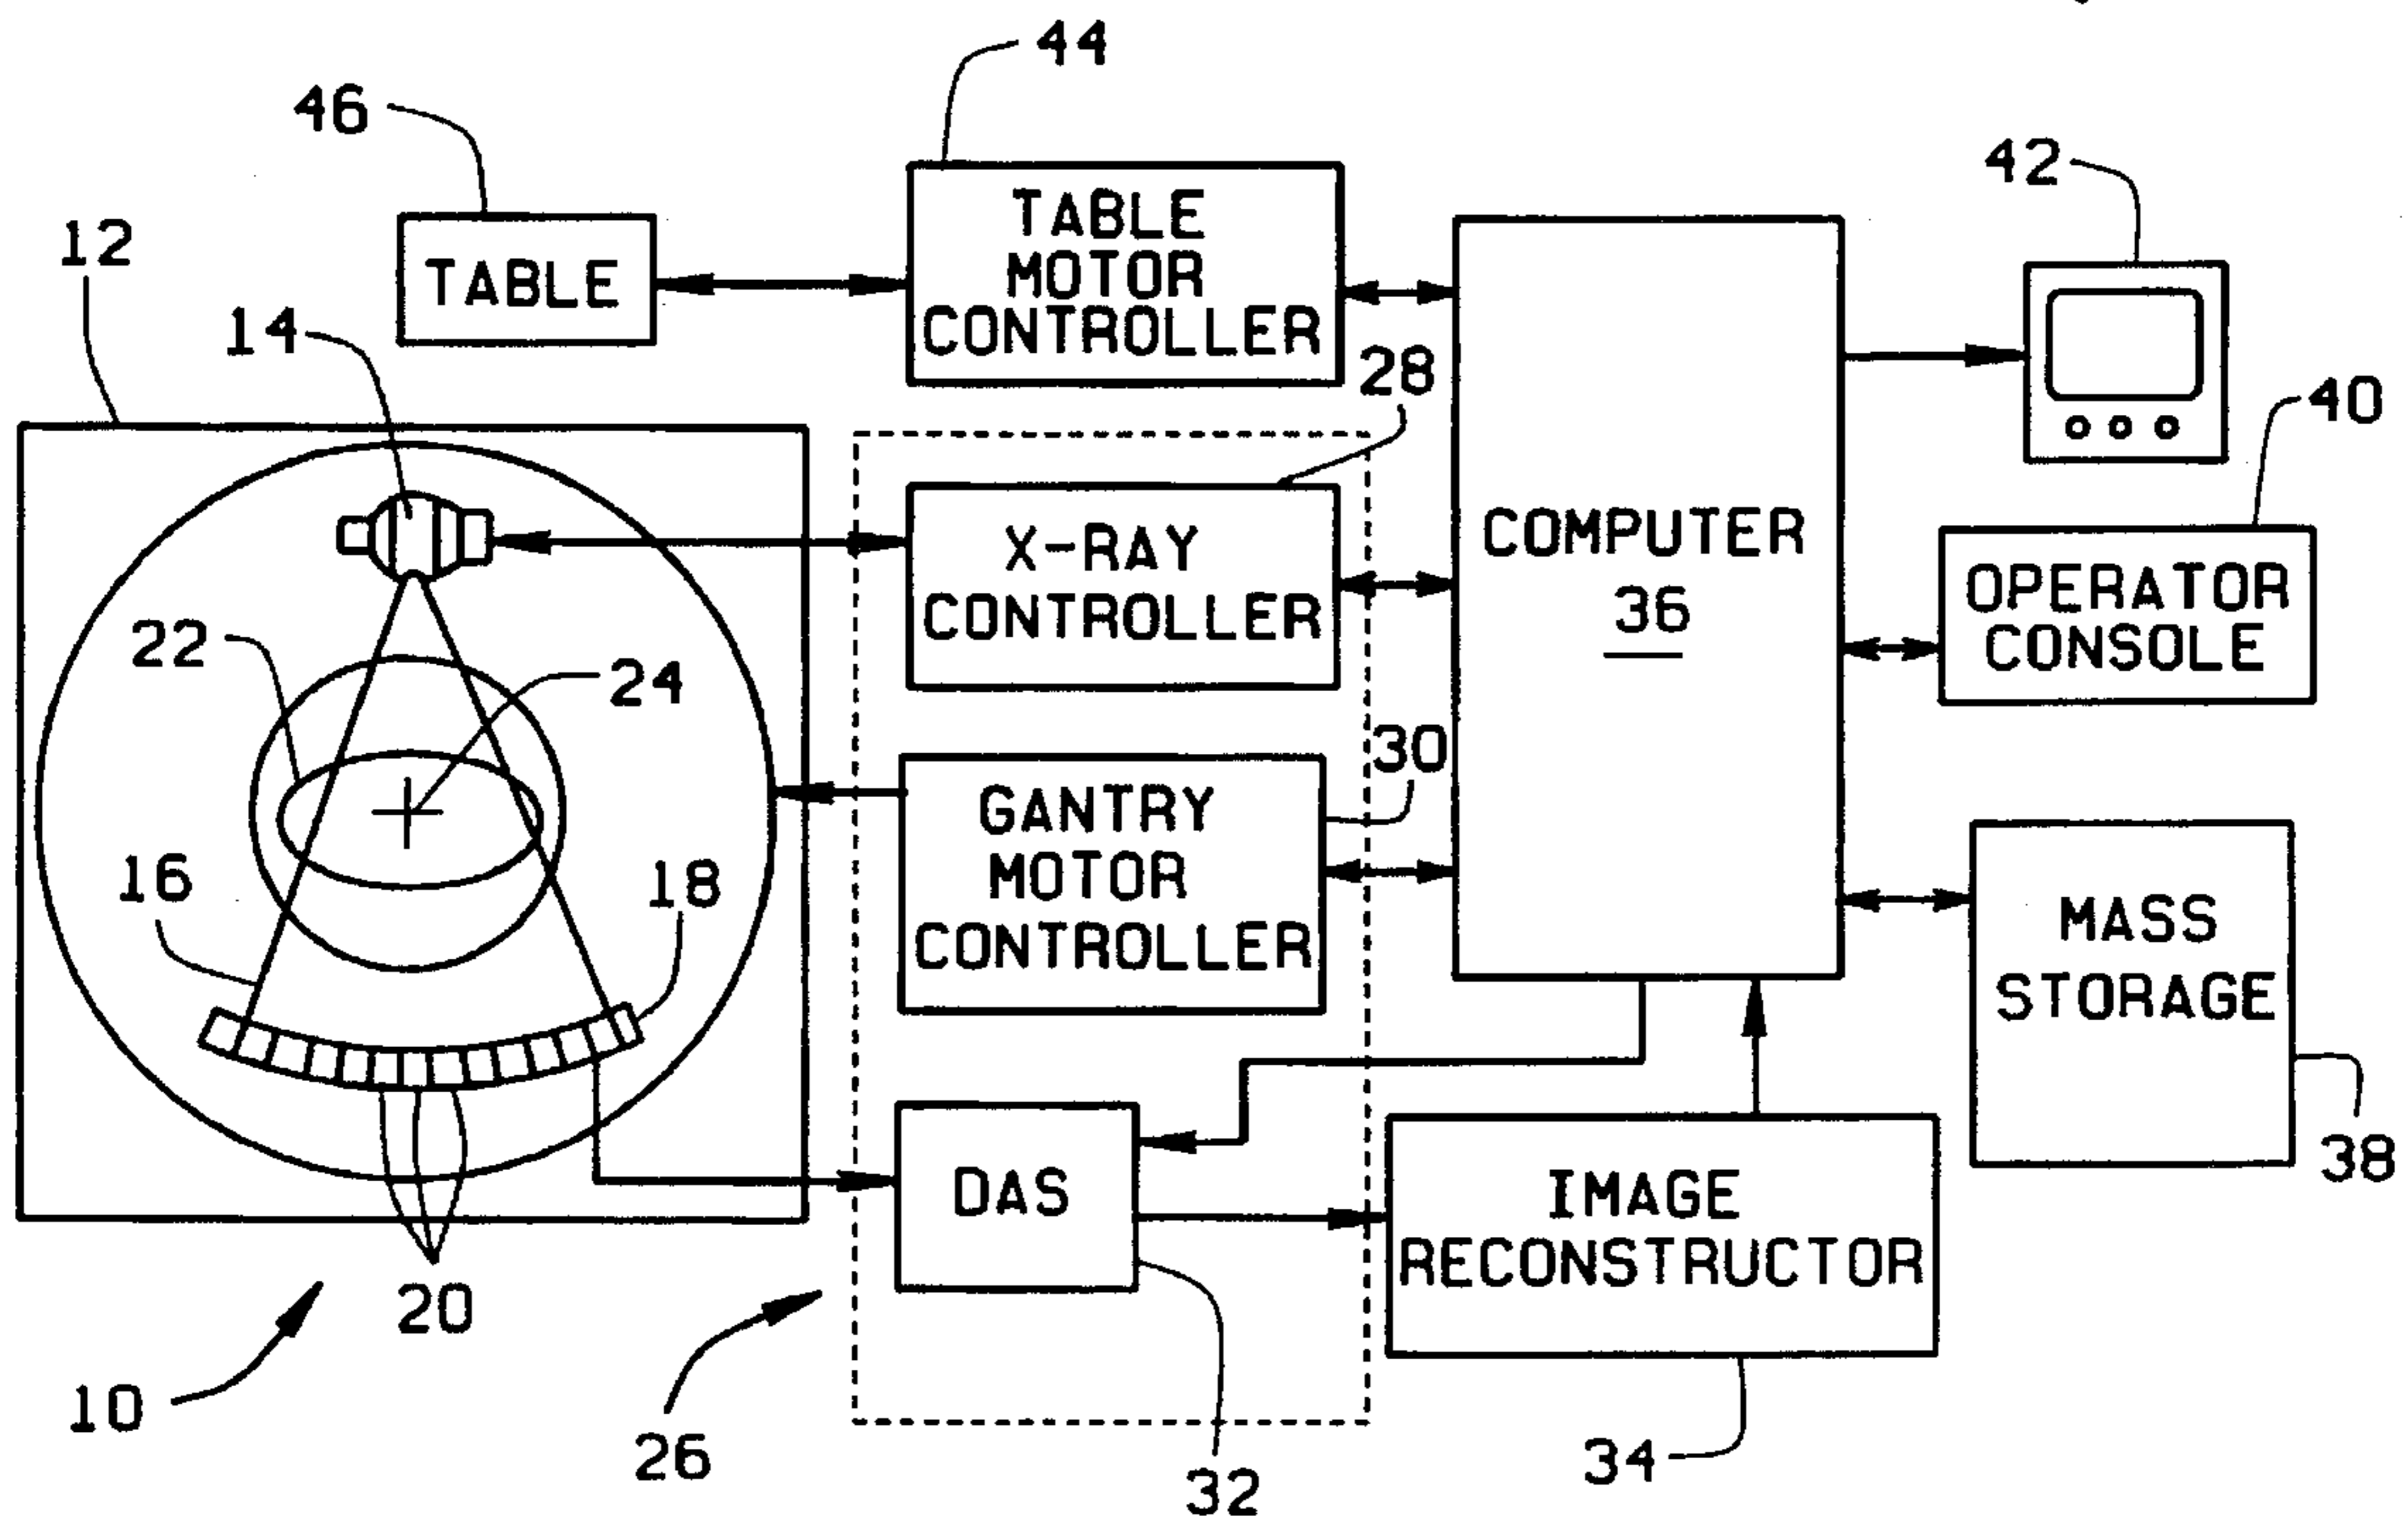 44
46
42
12
TABLE
MOTOR
CONTROLLER
TABLE
14
28
40
X-RAY
CONTROLLER
COMPUTER
36
OPERATOR
CONSOLE
22
24
30
GANTRY
MOTOR
CONTROLLER
16
18
MASS
STORAGE
38
DAS
IMAGE
RECONSTRUCTOR
20
10
26
32
34